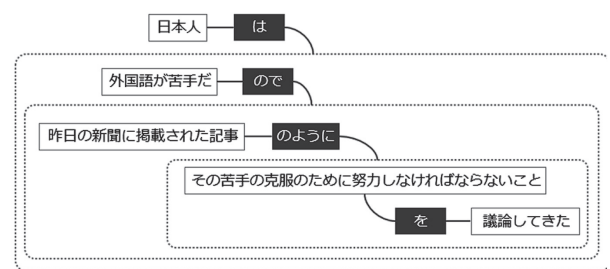 日本人 は
外国語が苦手だ ので
昨日の新聞に掲載された記事 のように
その苦手の克服のために努力しなければならないこと
を 議論してきた